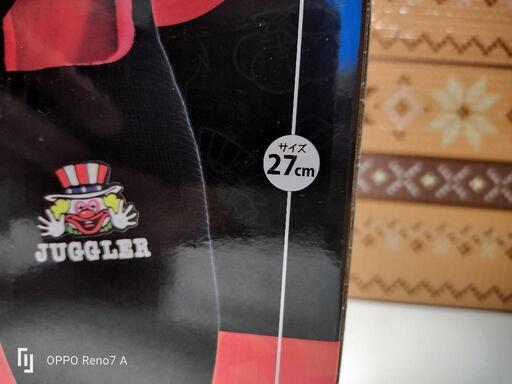 サイズ
27cm
JUGGLER
OPPO Reno7 A